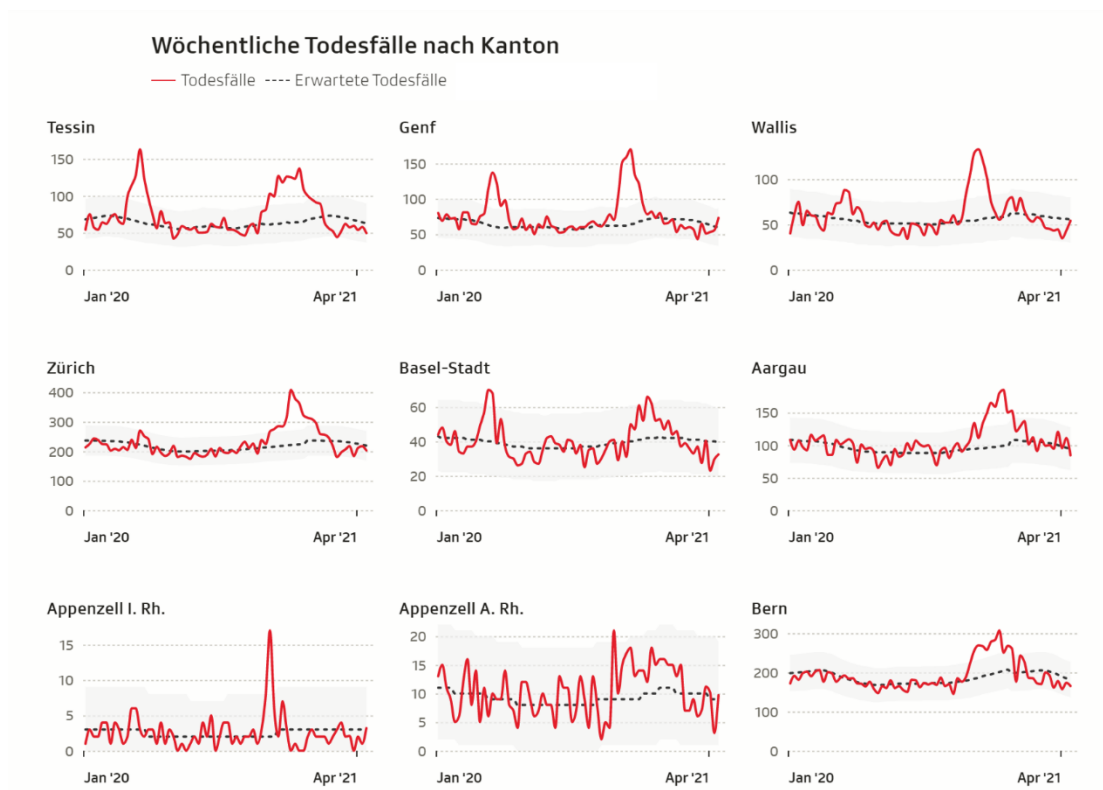 Wöchentliche Todesfälle nach Kanton
Todesfälle Erwartete Todesfälle
Tessin
150
100
50
0
Jan '20 Apr '21
Genf
150
100
50
0
Jan '20 Apr '21
Wallis
100
50
0
Jan '20 Apr '21
Zürich
400
300
200
100
0
Jan '20 Apr '21
Basel-Stadt
60
40
20
0
Jan '20 Apr '21
Aargau
150
100
50
0
Jan '20 Apr '21
Appenzell I. Rh.
15
10
5
0
Jan '20 Apr '21
Appenzell A. Rh.
20
15
10
5
0
Jan '20 Apr '21
Bern
300
200
100
0
Jan '20 Apr '21